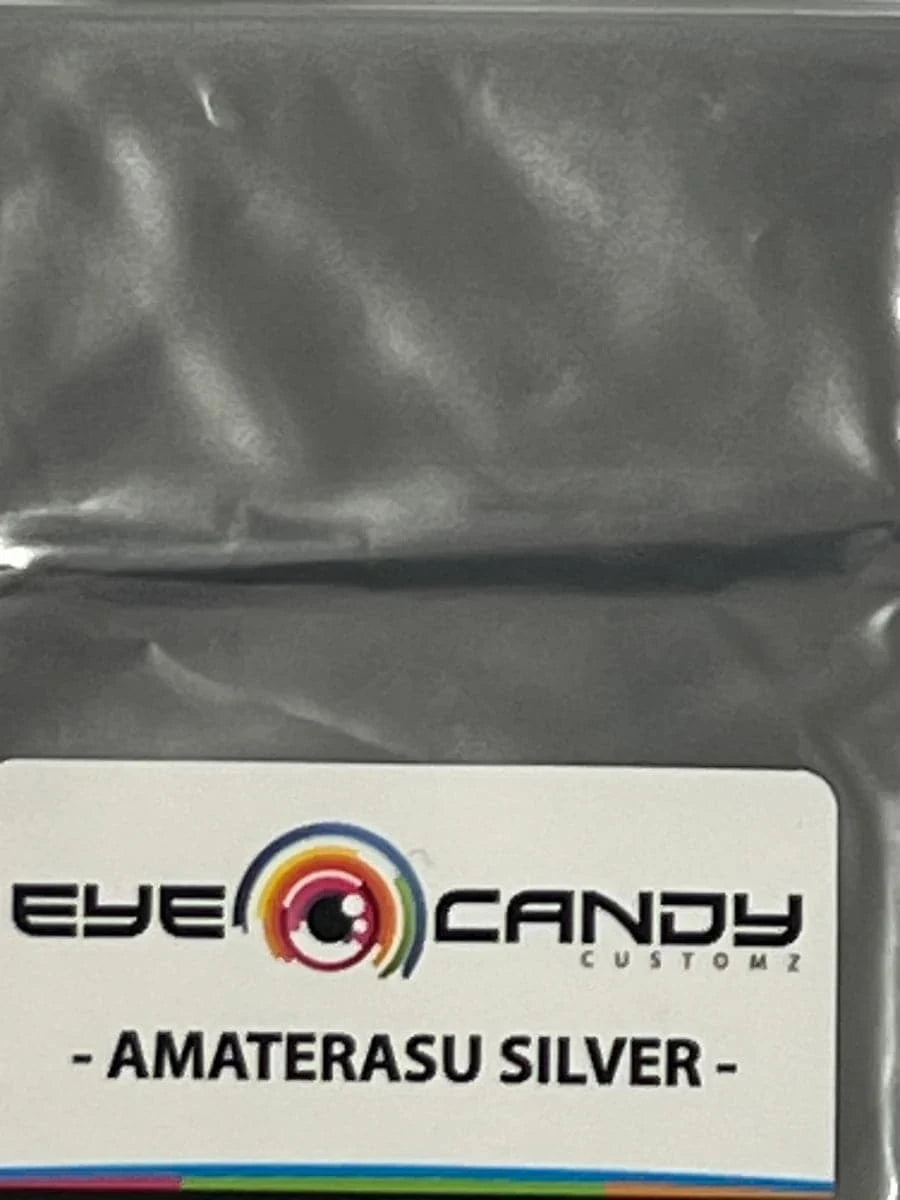 EYE CANDY
CUSTOMZ
- AMATERASU SILVER -